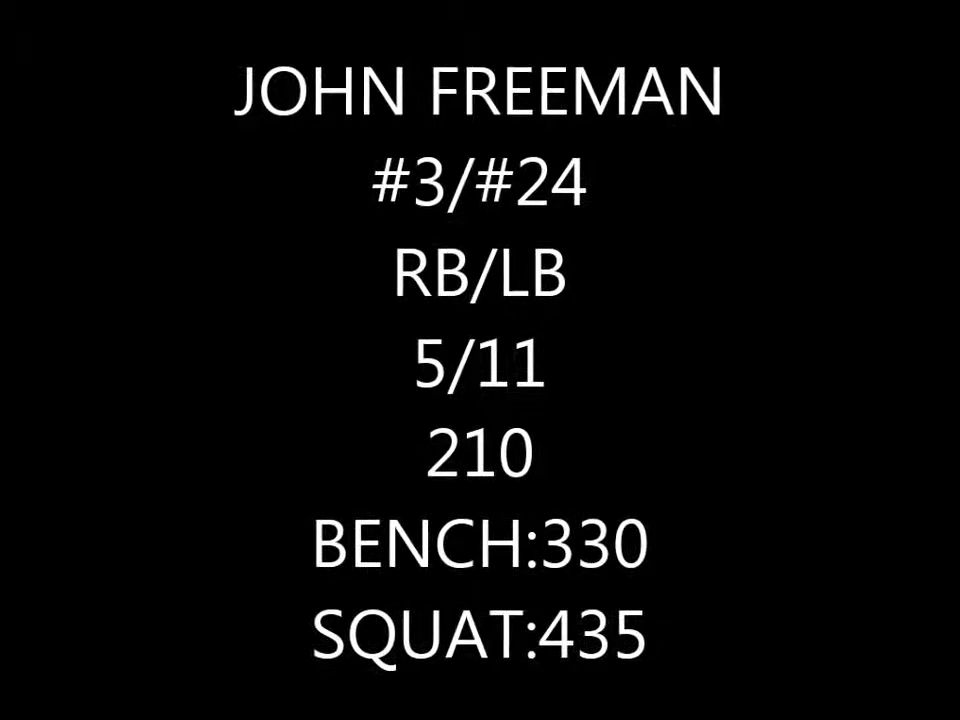 JOHN FREEMAN
#3/#24
RB/LB
5/11
210
BENCH:330
SQUAT:435